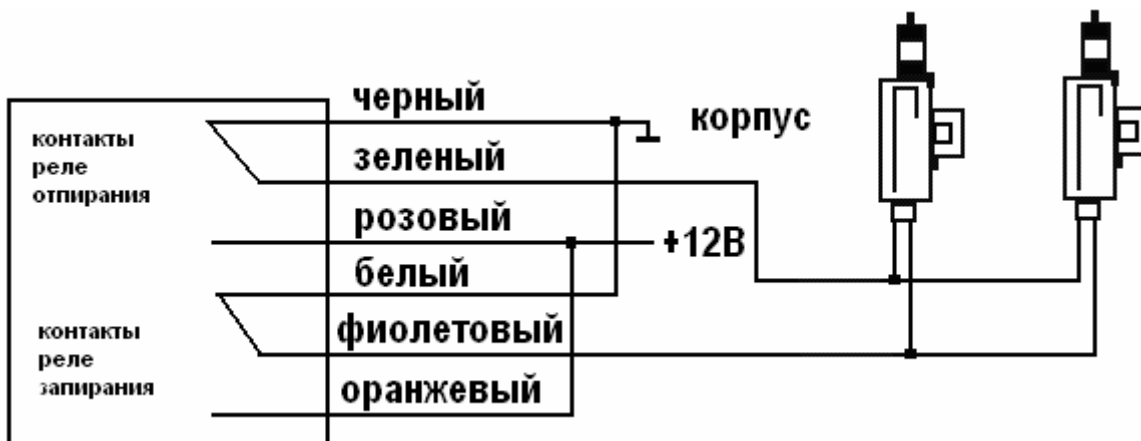 черный
корпус
контакты
реле
отпирания
зеленый
розовый
+12В
белый
фиолетовый
контакты
реле
запирания
оранжевый